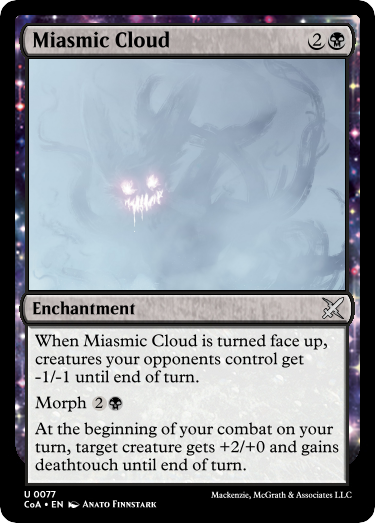 Miasmic Cloud 2
Enchantment
When Miasmic Cloud is turned face up,
creatures your opponents control get
-1/-1 until end of turn.
Morph 2
At the beginning of your combat on your
turn, target creature gets +2/+0 and gains
deathtouch until end of turn.
U 0077
CoA • EN Anato Finnstark
Mackenzie, McGrath & Associates LLC